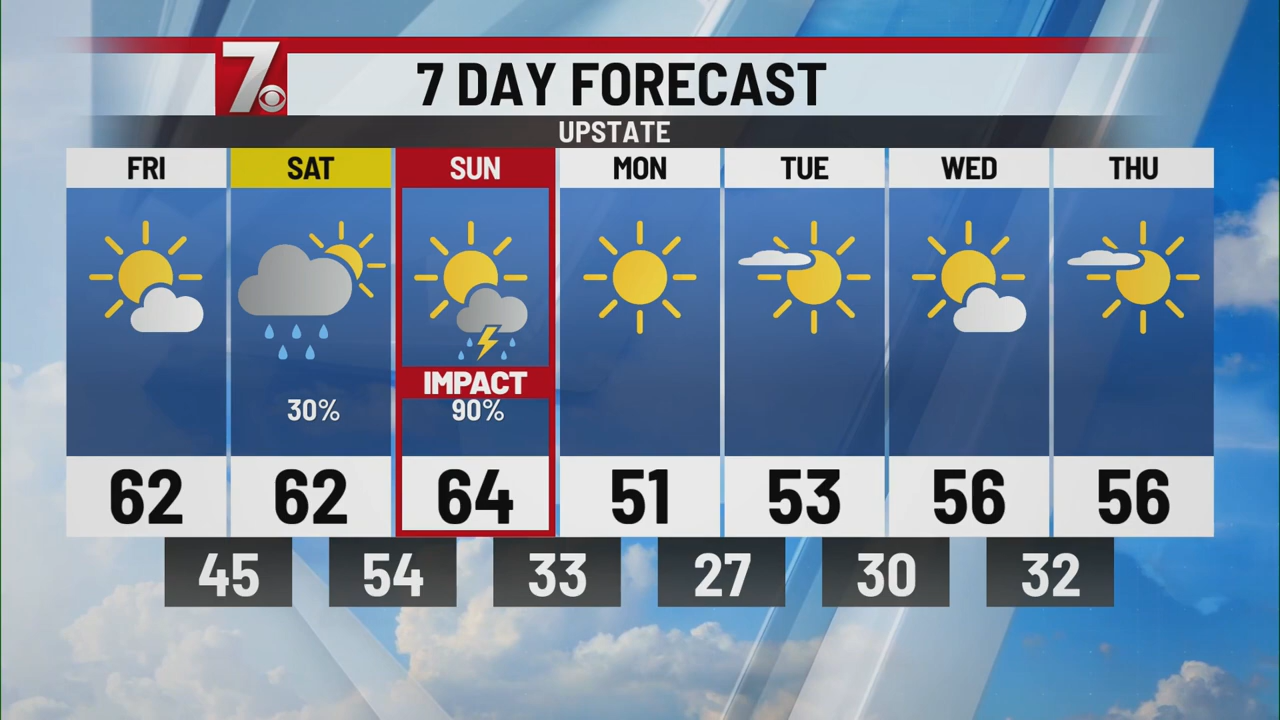 7
7 DAY FORECAST
UPSTATE
FRI SAT SUN MON TUE WED THU
IMPACT
30% 90%
62 62 64 51 53 56 56
45 54 33 27 30 32